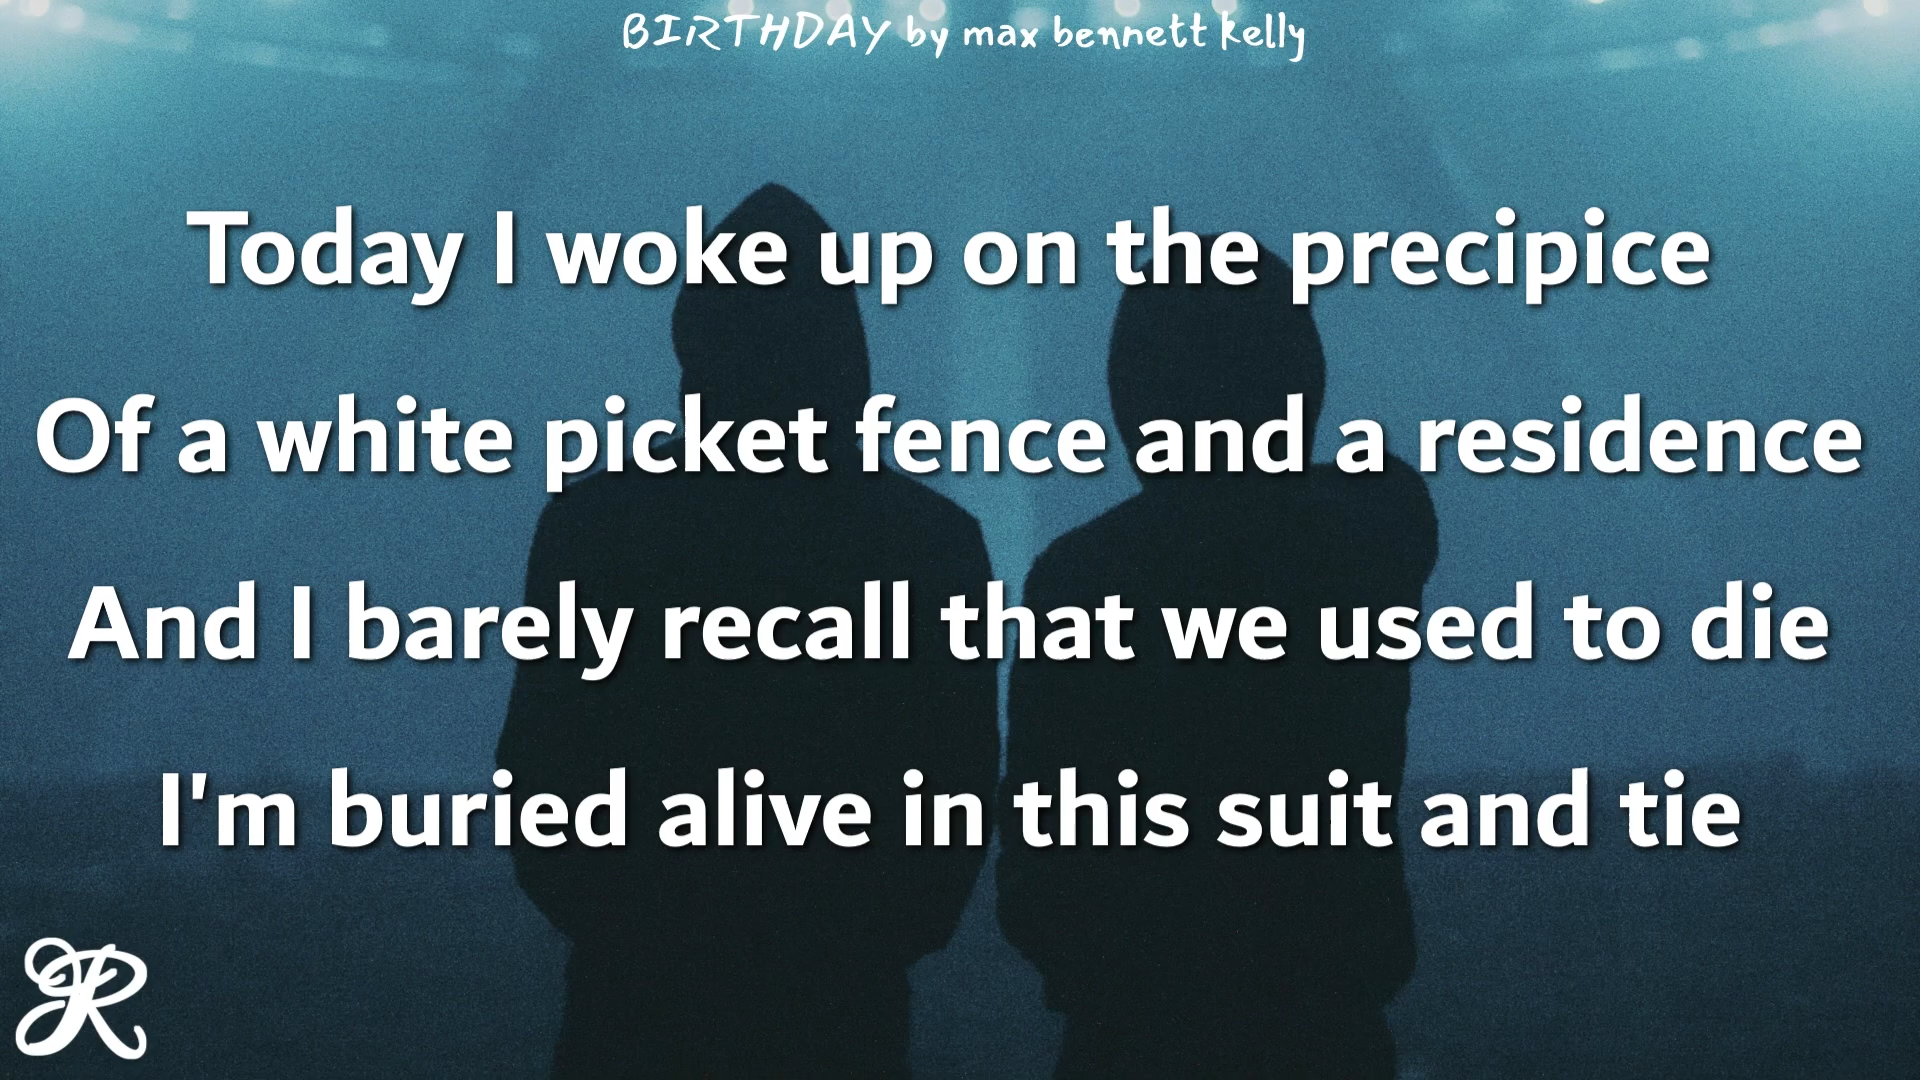 BIRTHDAY by max bennett kelly
Today I woke up on the precipice
Of a white picket fence and a residence
And I barely recall that we used to die
I'm buried alive in this suit and tie
R